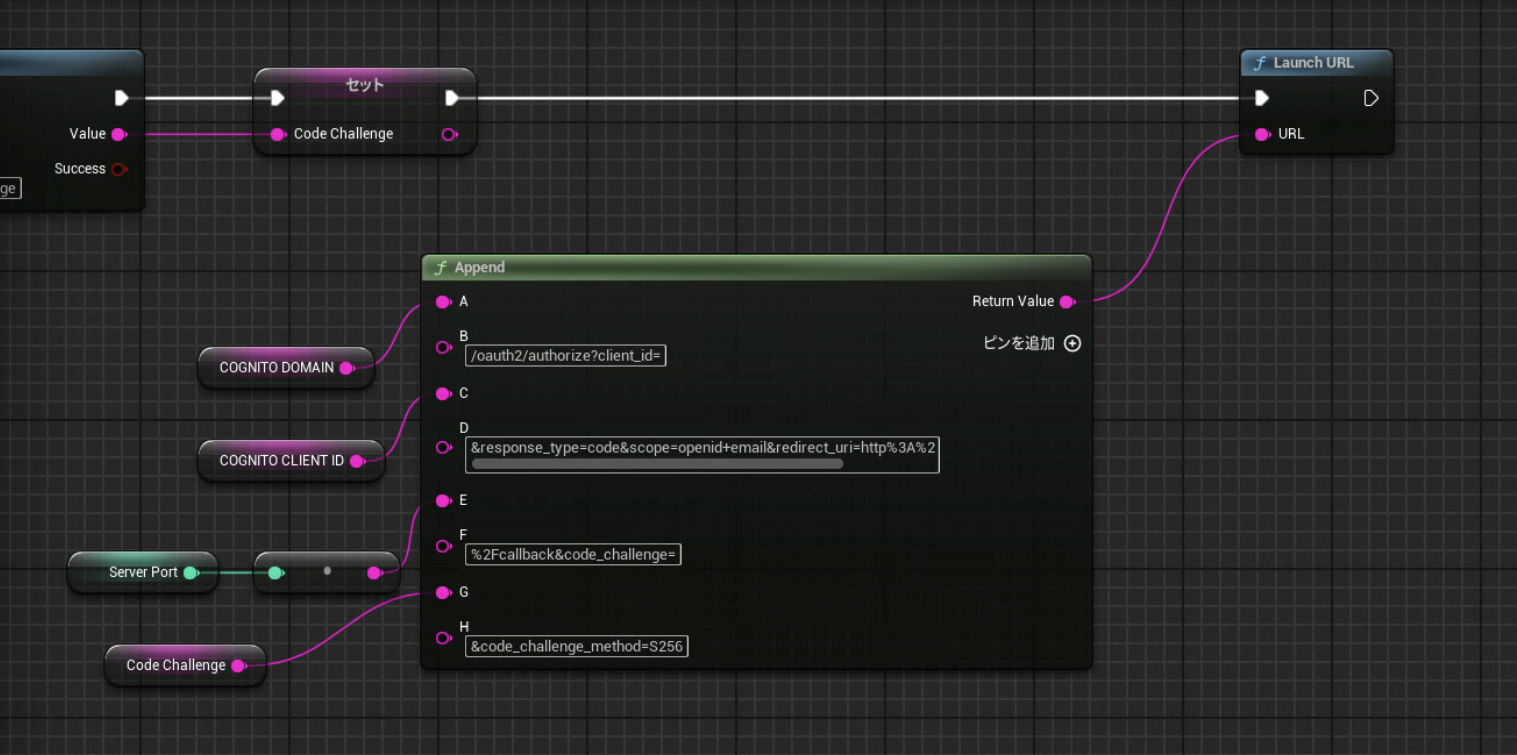 セット
f Launch URL
Value
Code Challenge
URL
Success
ge
f Append
A
Return Value
B
/oauth2/authorize?client_id=
ピンを追加
COGNITO DOMAIN
C
D
&response_type=code&scope=openid+email&redirect_uri=http%3A%2
COGNITO CLIENT ID
E
F
%2Fcallback&code_challenge=
Server Port
G
H
&code_challenge_method=S256
Code Challenge